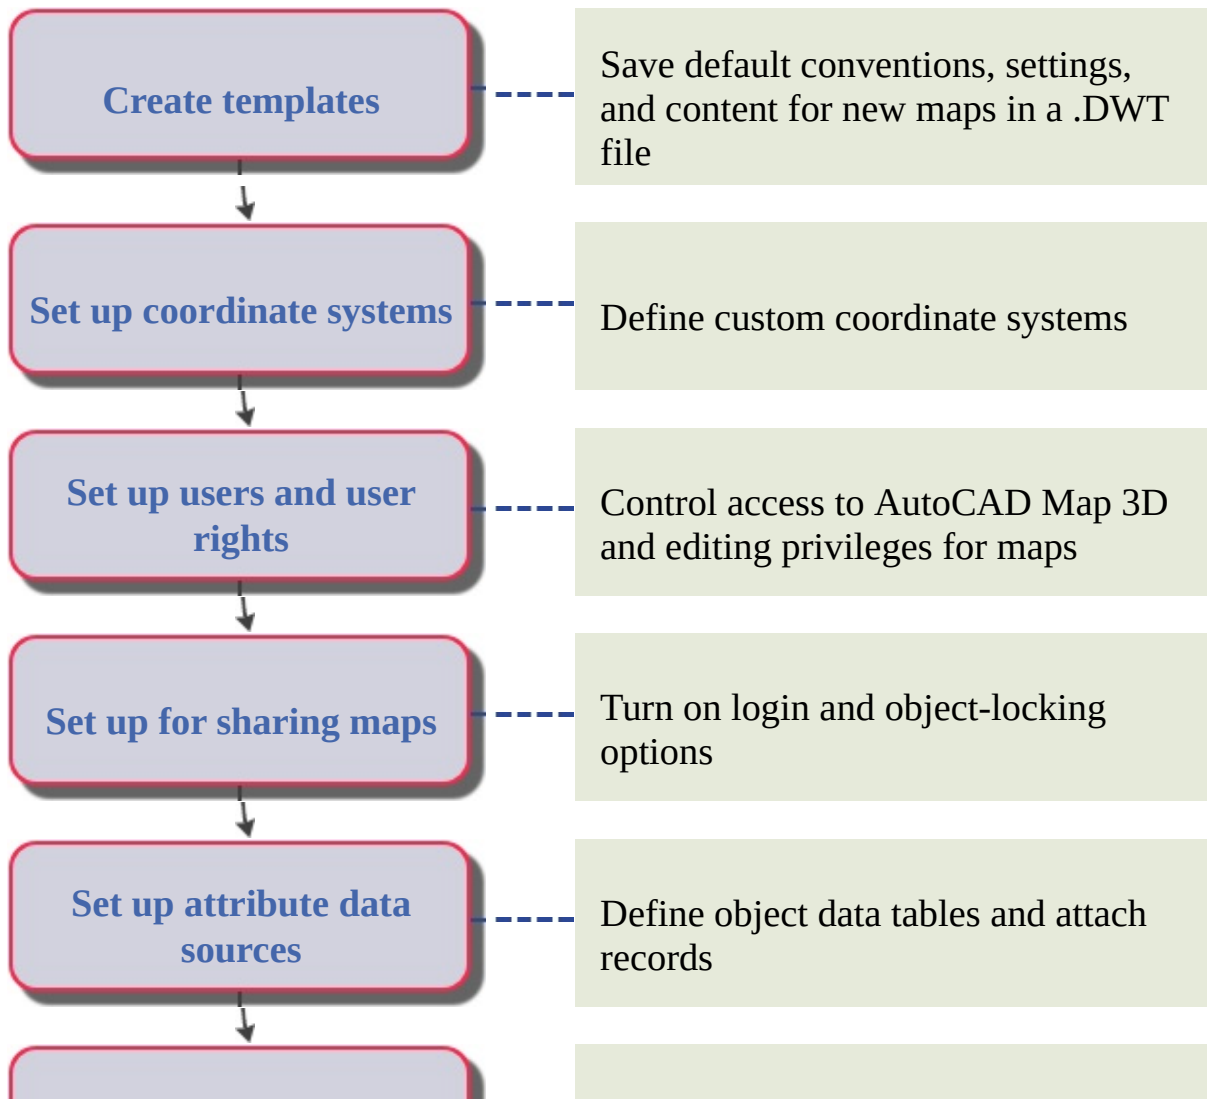 Create templates
Save default conventions, settings,
and content for new maps in a .DWT
file
Set up coordinate systems
Define custom coordinate systems
Set up users and user
rights
Control access to AutoCAD Map 3D
and editing privileges for maps
Set up for sharing maps
Turn on login and object-locking
options
Set up attribute data
sources
Define object data tables and attach
records